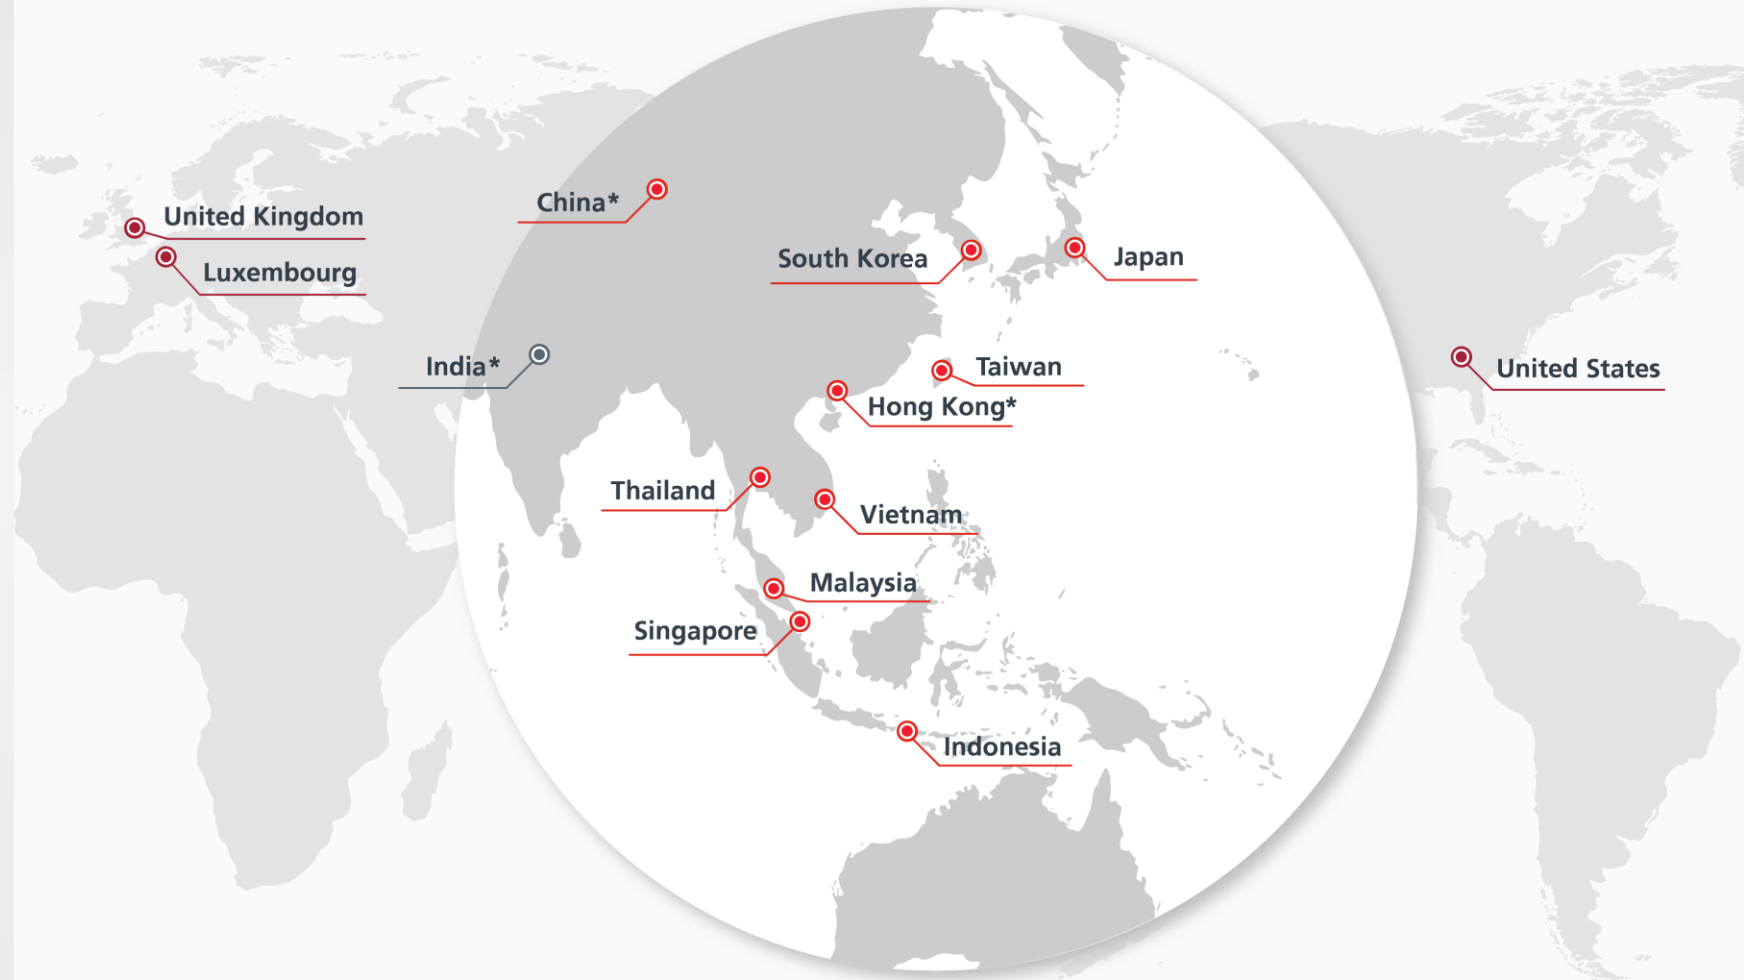 China*
United Kingdom
Luxembourg
South Korea
Japan
India*
Taiwan
United States
Hong Kong*
Thailand
Vietnam
Malaysia
Singapore
Indonesia